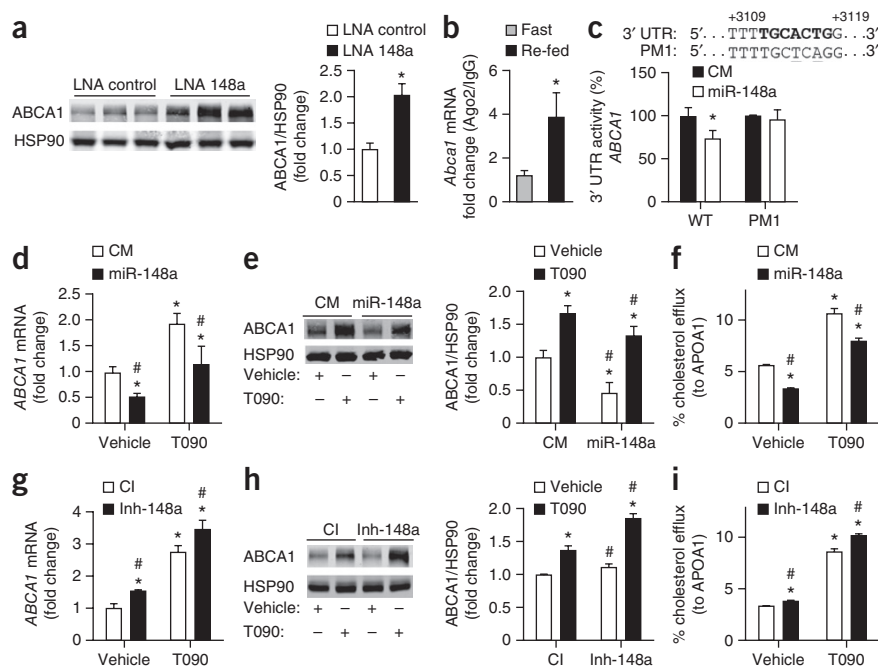 a
LNA control LNA 148a
ABCA1
HSP90
LNA control
LNA 148a
ABCA1/HSP90
(fold change)
2.5
2.0
1.5
1.0
0.5
0
*
b
Fast
Re-fed
Abca1 mRNA
fold change (Ago2/IgG)
6
4
2
0
*
c
+3109 +3119
3′ UTR: 5′...TTTTGCACTGG...3′
PM1: 5′...TTTTGCTCAGG...3′
CM
miR-148a
3′ UTR activity (%)
ABCA1
150
100
50
0
*
WT PM1
d
CM
miR-148a
ABCA1 mRNA
(fold change)
2.5
2.0
1.5
1.0
0.5
0
#
*
*
#
*
Vehicle T090
e
CM miR-148a
ABCA1
HSP90
Vehicle: + – + –
T090: – + – +
Vehicle
T090
ABCA1/HSP90
(fold change)
2.0
1.5
1.0
0.5
0
*
#
*
#
*
CM miR-148a
f
CM
miR-148a
% cholesterol efflux
(to APOA1)
15
10
5
0
#
*
*
#
*
Vehicle T090
g
CI
Inh-148a
ABCA1 mRNA
(fold change)
4
3
2
1
0
#
*
*
#
*
Vehicle T090
h
CI Inh-148a
ABCA1
HSP90
Vehicle: + – + –
T090: – + – +
Vehicle
T090
ABCA1/HSP90
(fold change)
2.0
1.5
1.0
0.5
0
*
#
#
*
CI Inh-148a
i
CI
Inh-148a
% cholesterol efflux
(to APOA1)
15
10
5
0
#
*
*
#
*
Vehicle T090